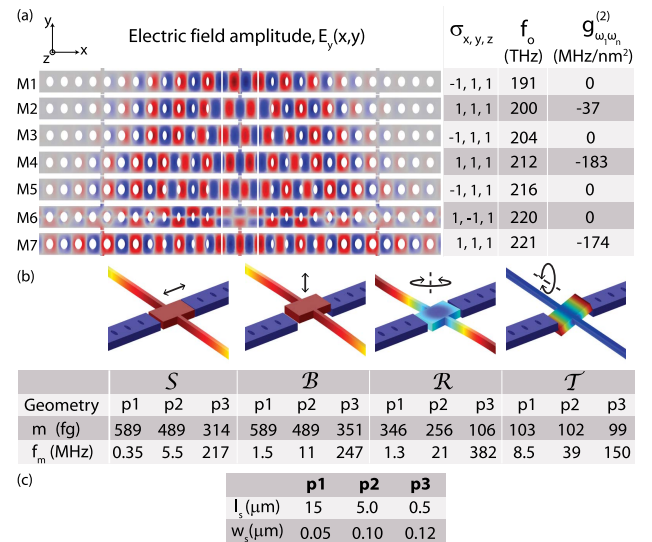 (a)
y
z x
Electric field amplitude, E_y(x,y)
σ_x, y, z f_o (THz) g^(2)_ω₁ω_n (MHz/nm²)
M1 -1, 1, 1 191 0
M2 1, 1, 1 200 -37
M3 -1, 1, 1 204 0
M4 1, 1, 1 212 -183
M5 -1, 1, 1 216 0
M6 1, -1, 1 220 0
M7 1, 1, 1 221 -174
(b)
S B R T
Geometry p1 p2 p3 p1 p2 p3 p1 p2 p3 p1 p2 p3
m (fg) 589 489 314 589 489 351 346 256 106 103 102 99
f_m (MHz) 0.35 5.5 217 1.5 11 247 1.3 21 382 8.5 39 150
(c)
p1 p2 p3
l_s (μm) 15 5.0 0.5
w_s (μm) 0.05 0.10 0.12